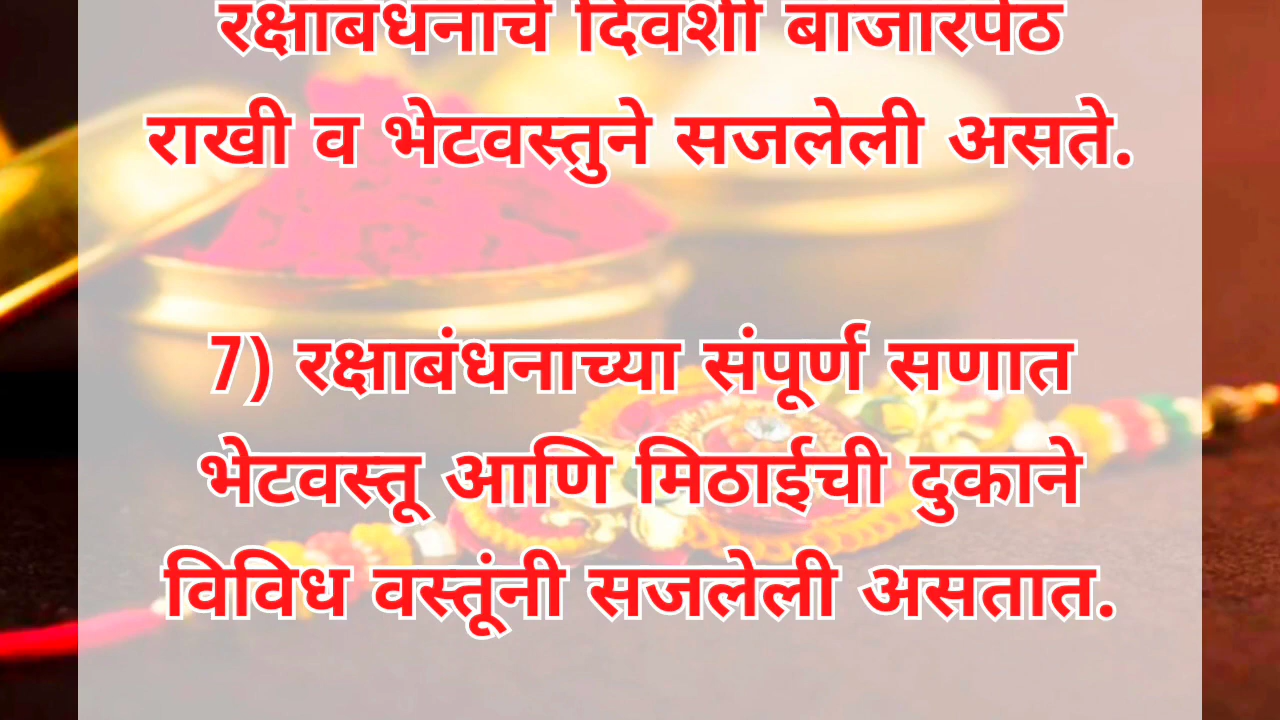 रक्षाबंधनाचे दिवशी बाजारपेठ
राखी व भेटवस्तुने सजलेली असते.
7) रक्षाबंधनाच्या संपूर्ण सणात
भेटवस्तू आणि मिठाईची दुकाने
विविध वस्तूंनी सजलेली असतात.